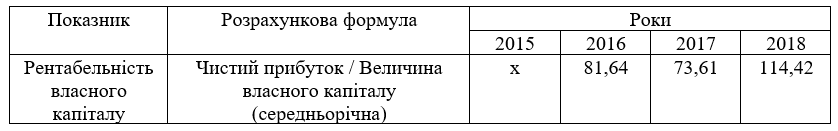 Показник Розрахункова формула Роки
2015 2016 2017 2018
Рентабельність Чистий прибуток / Величина х 81,64 73,61 114,42
власного власного капіталу
капіталу (середньорічна)